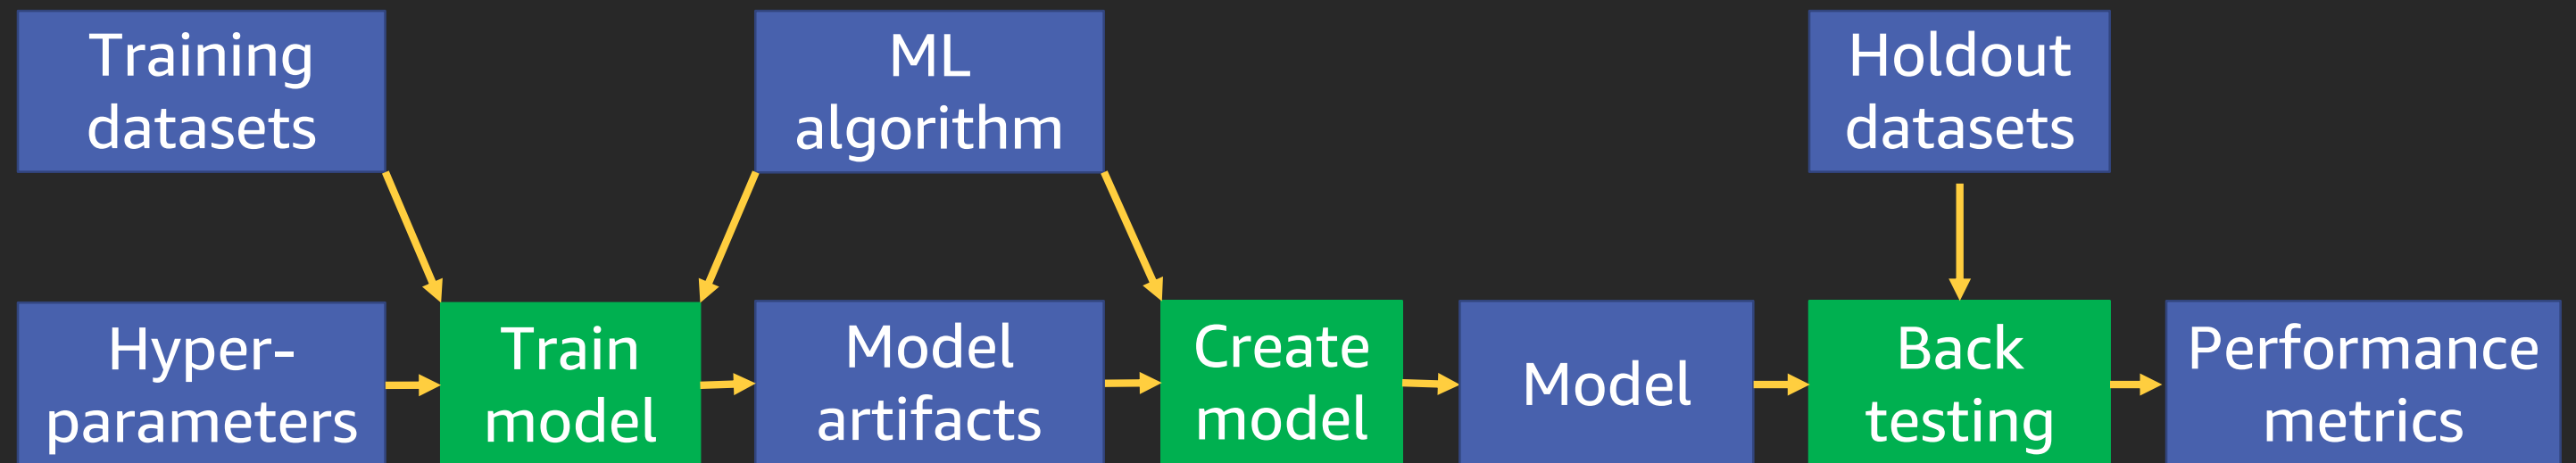 Training
datasets
ML
algorithm
Holdout
datasets
Hyper-
parameters
Train
model
Model
artifacts
Create
model
Model
Back
testing
Performance
metrics